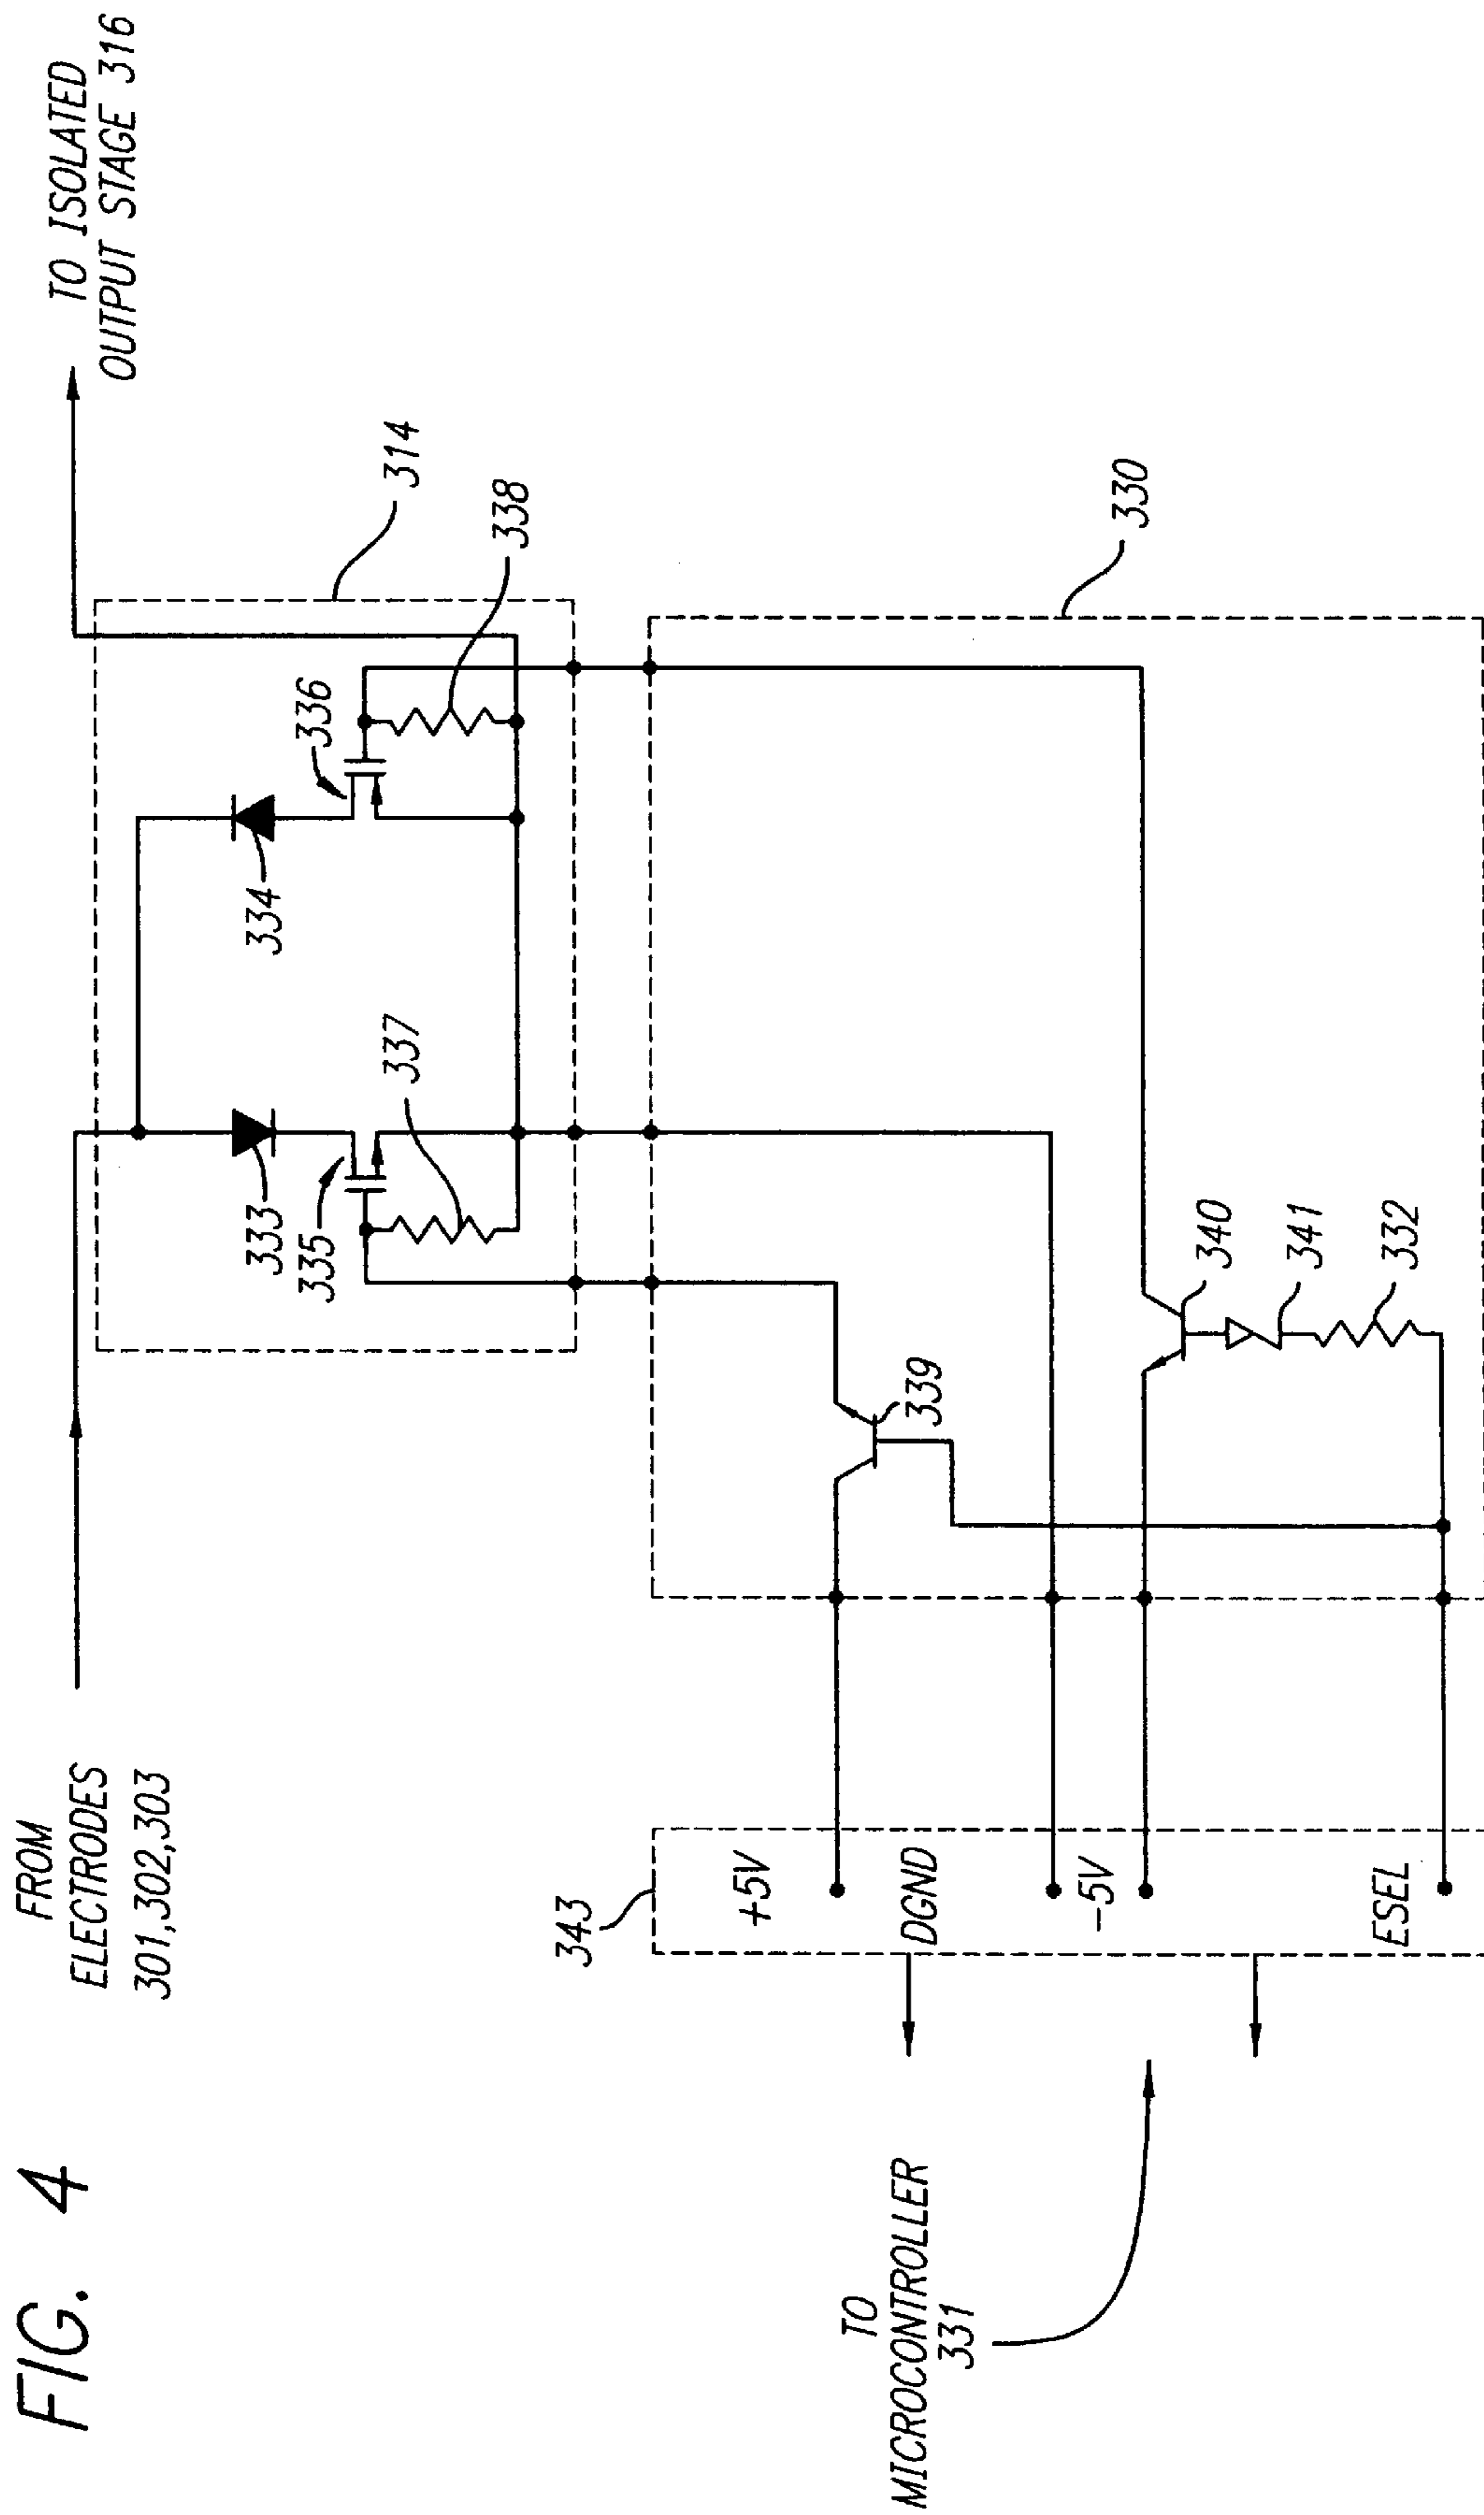 FIG. 4
FROM
ELECTRODES
301,302,303
TO ISOLATED
OUTPUT STAGE 316
314
338
336
334
333
335
337
330
339
340
341
332
343
+5V
DGND
-5V
ESEL
TO
MICROCONTROLLER
331